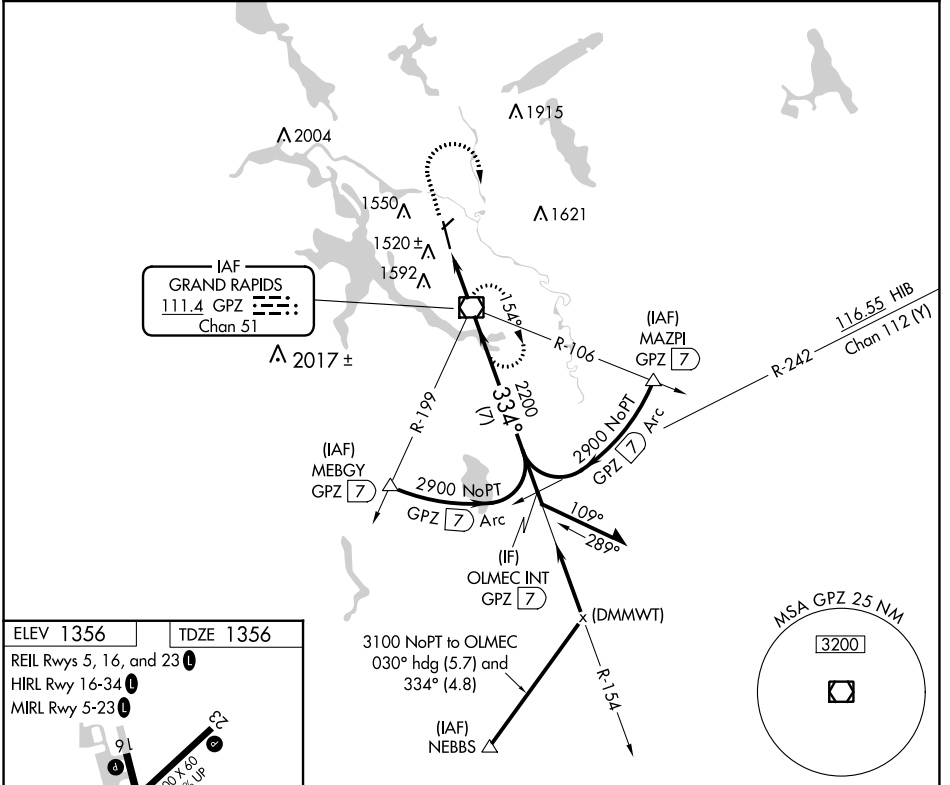 1915
2004
1550
1621
1520 ±
1592
IAF
GRAND RAPIDS
111.4 GPZ
Chan 51
2017 ±
154°
R-106
(IAF)
MAZPI
GPZ 7
116.55 HIB
Chan 112 (Y)
R-242
R-199
2200
334°
(7)
2900 NoPT
GPZ 7 Arc
(IAF)
MEBGY
GPZ 7
2900 NoPT
GPZ 7 Arc
109°
289°
(IF)
OLMEC INT
GPZ 7
(DMMWT)
3100 NoPT to OLMEC
030° hdg (5.7) and
334° (4.8)
R-154
(IAF)
NEBBS
MSA GPZ 25 NM
3200
ELEV 1356
TDZE 1356
REIL Rwys 5, 16, and 23 L
HIRL Rwy 16-34 L
MIRL Rwy 5-23 L
23
16
P
P
00 X 60
% UP